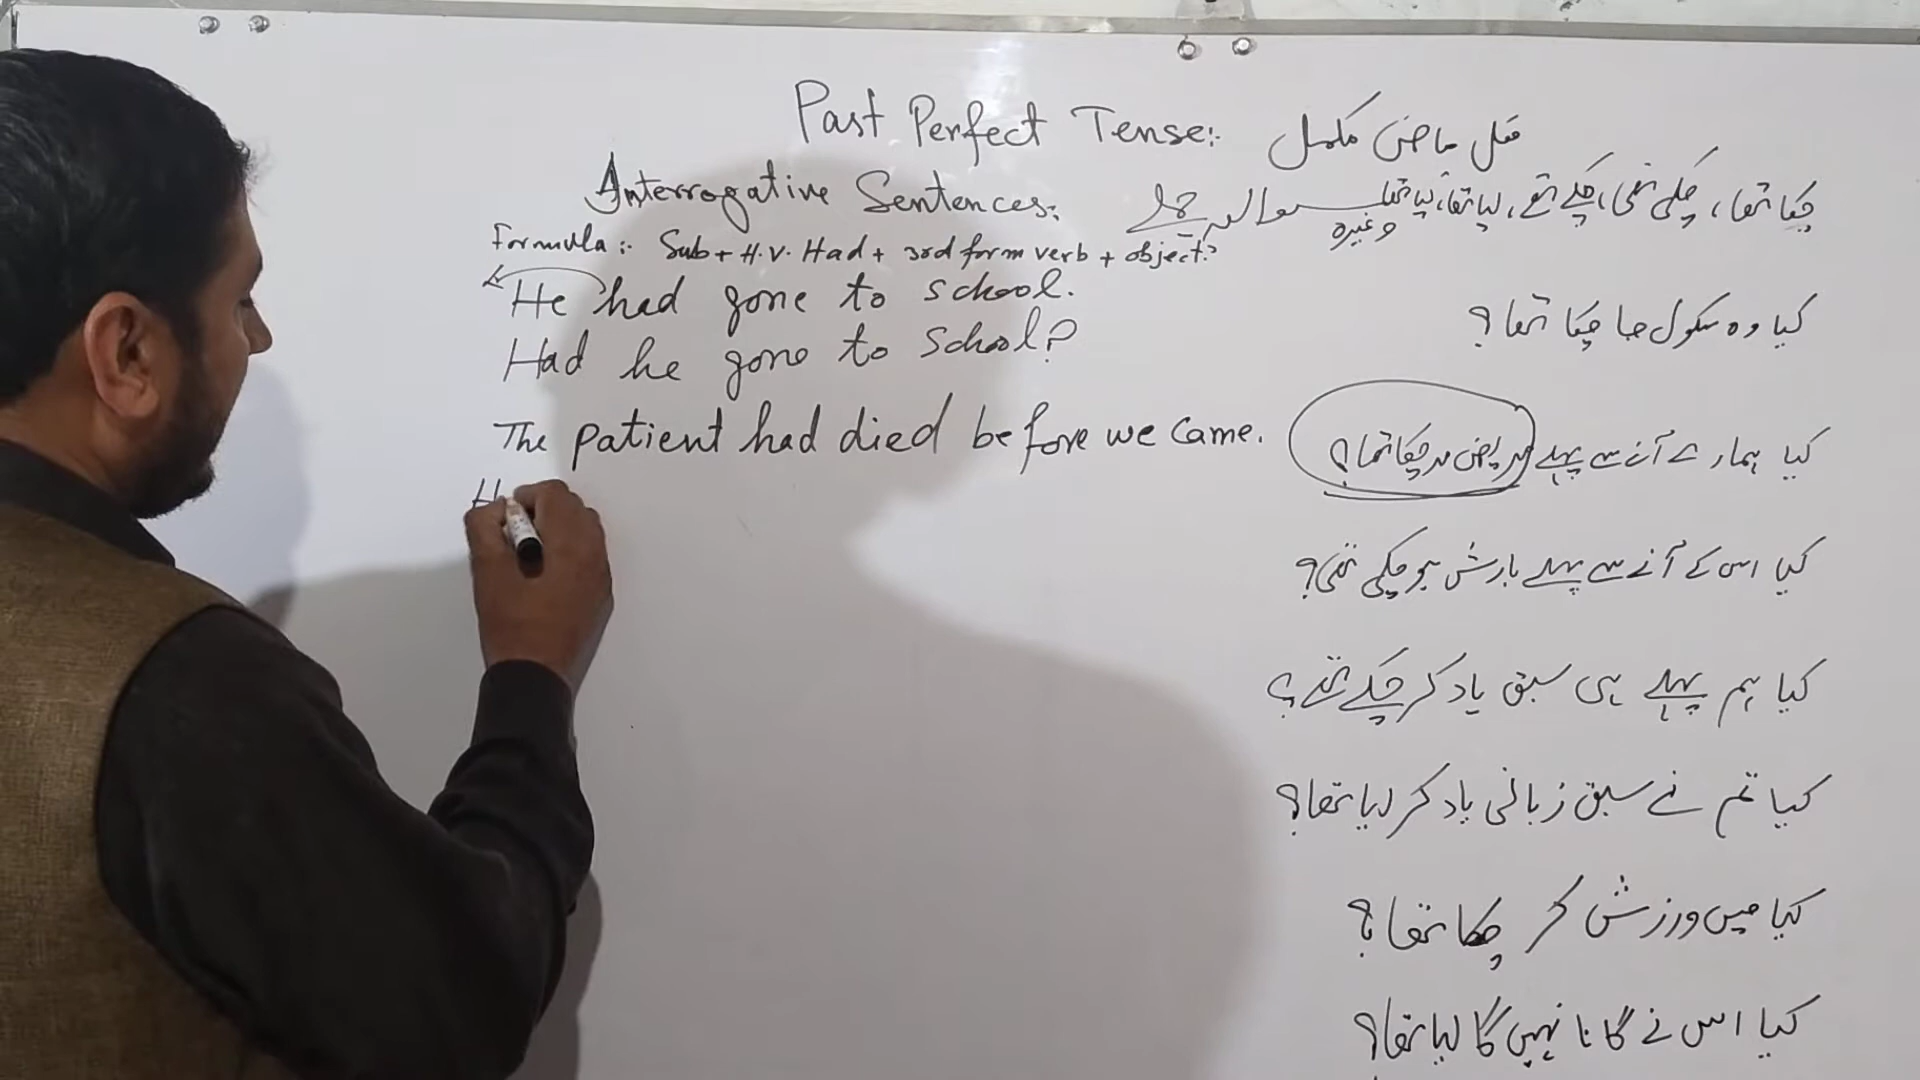 Past Perfect Tense: فعل ماضی مکمل
Interrogative Sentences: سوالیہ جملے
چکا تھا، چکی تھی، چکے تھے، لیا تھا، یا تھا وغیرہ
Formula: Sub + H.V. Had + 3rd form verb + object?
He had gone to school.
Had he gone to school?
کیا وہ سکول جا چکا تھا؟
The patient had died before we came.
کیا ہمارے آنے سے پہلے مریض مر چکا تھا؟
H
کیا اس کے آنے سے پہلے بارش ہو چکی تھی؟
کیا ہم پہلے ہی سبق یاد کر چکے تھے؟
کیا تم نے سبق زبانی یاد کر لیا تھا؟
کیا میں ورزش کر چکا تھا؟
کیا اس نے گانا نہیں گا لیا تھا؟